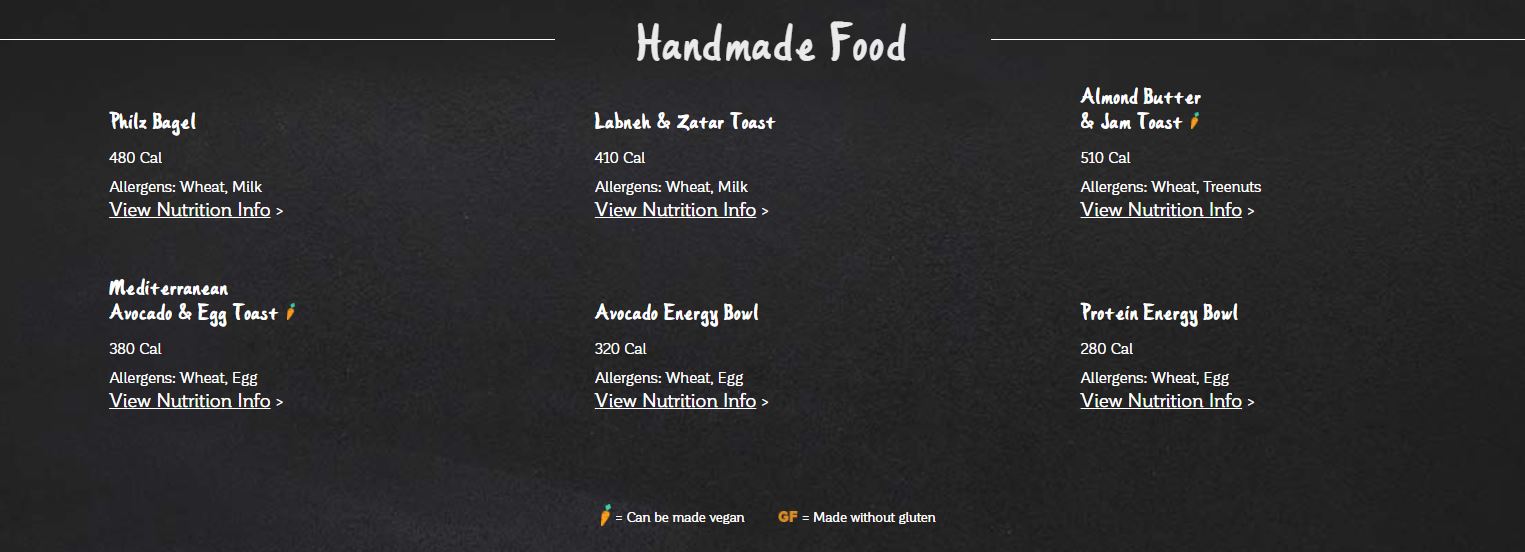 Handmade Food
Philz Bagel
480 Cal
Allergens: Wheat, Milk
View Nutrition Info >
Labneh & Zatar Toast
410 Cal
Allergens: Wheat, Milk
View Nutrition Info >
Almond Butter
& Jam Toast
510 Cal
Allergens: Wheat, Treenuts
View Nutrition Info >
Mediterranean
Avocado & Egg Toast
380 Cal
Allergens: Wheat, Egg
View Nutrition Info >
Avocado Energy Bowl
320 Cal
Allergens: Wheat, Egg
View Nutrition Info >
Protein Energy Bowl
280 Cal
Allergens: Wheat, Egg
View Nutrition Info >
= Can be made vegan GF = Made without gluten